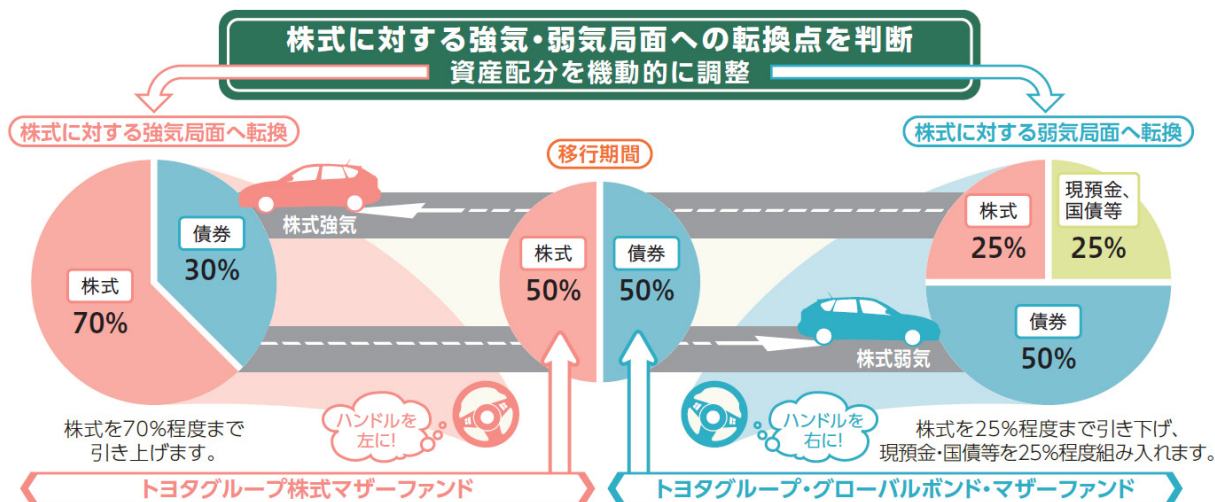 株式に対する強気・弱気局面への転換点を判断
資産配分を機動的に調整
株式に対する強気局面へ転換
株式に対する弱気局面へ転換
移行期間
株式強気
債券
30%
株式
70%
株式
50%
債券
50%
株式
25%
現預金、
国債等
25%
債券
50%
株式弱気
ハンドルを
左に!
ハンドルを
右に!
株式を70%程度まで
引き上げます。
株式を25%程度まで引き下げ、
現預金・国債等を25%程度組み入れます。
トヨタグループ株式マザーファンド
トヨタグループ・グローバルボンド・マザーファンド